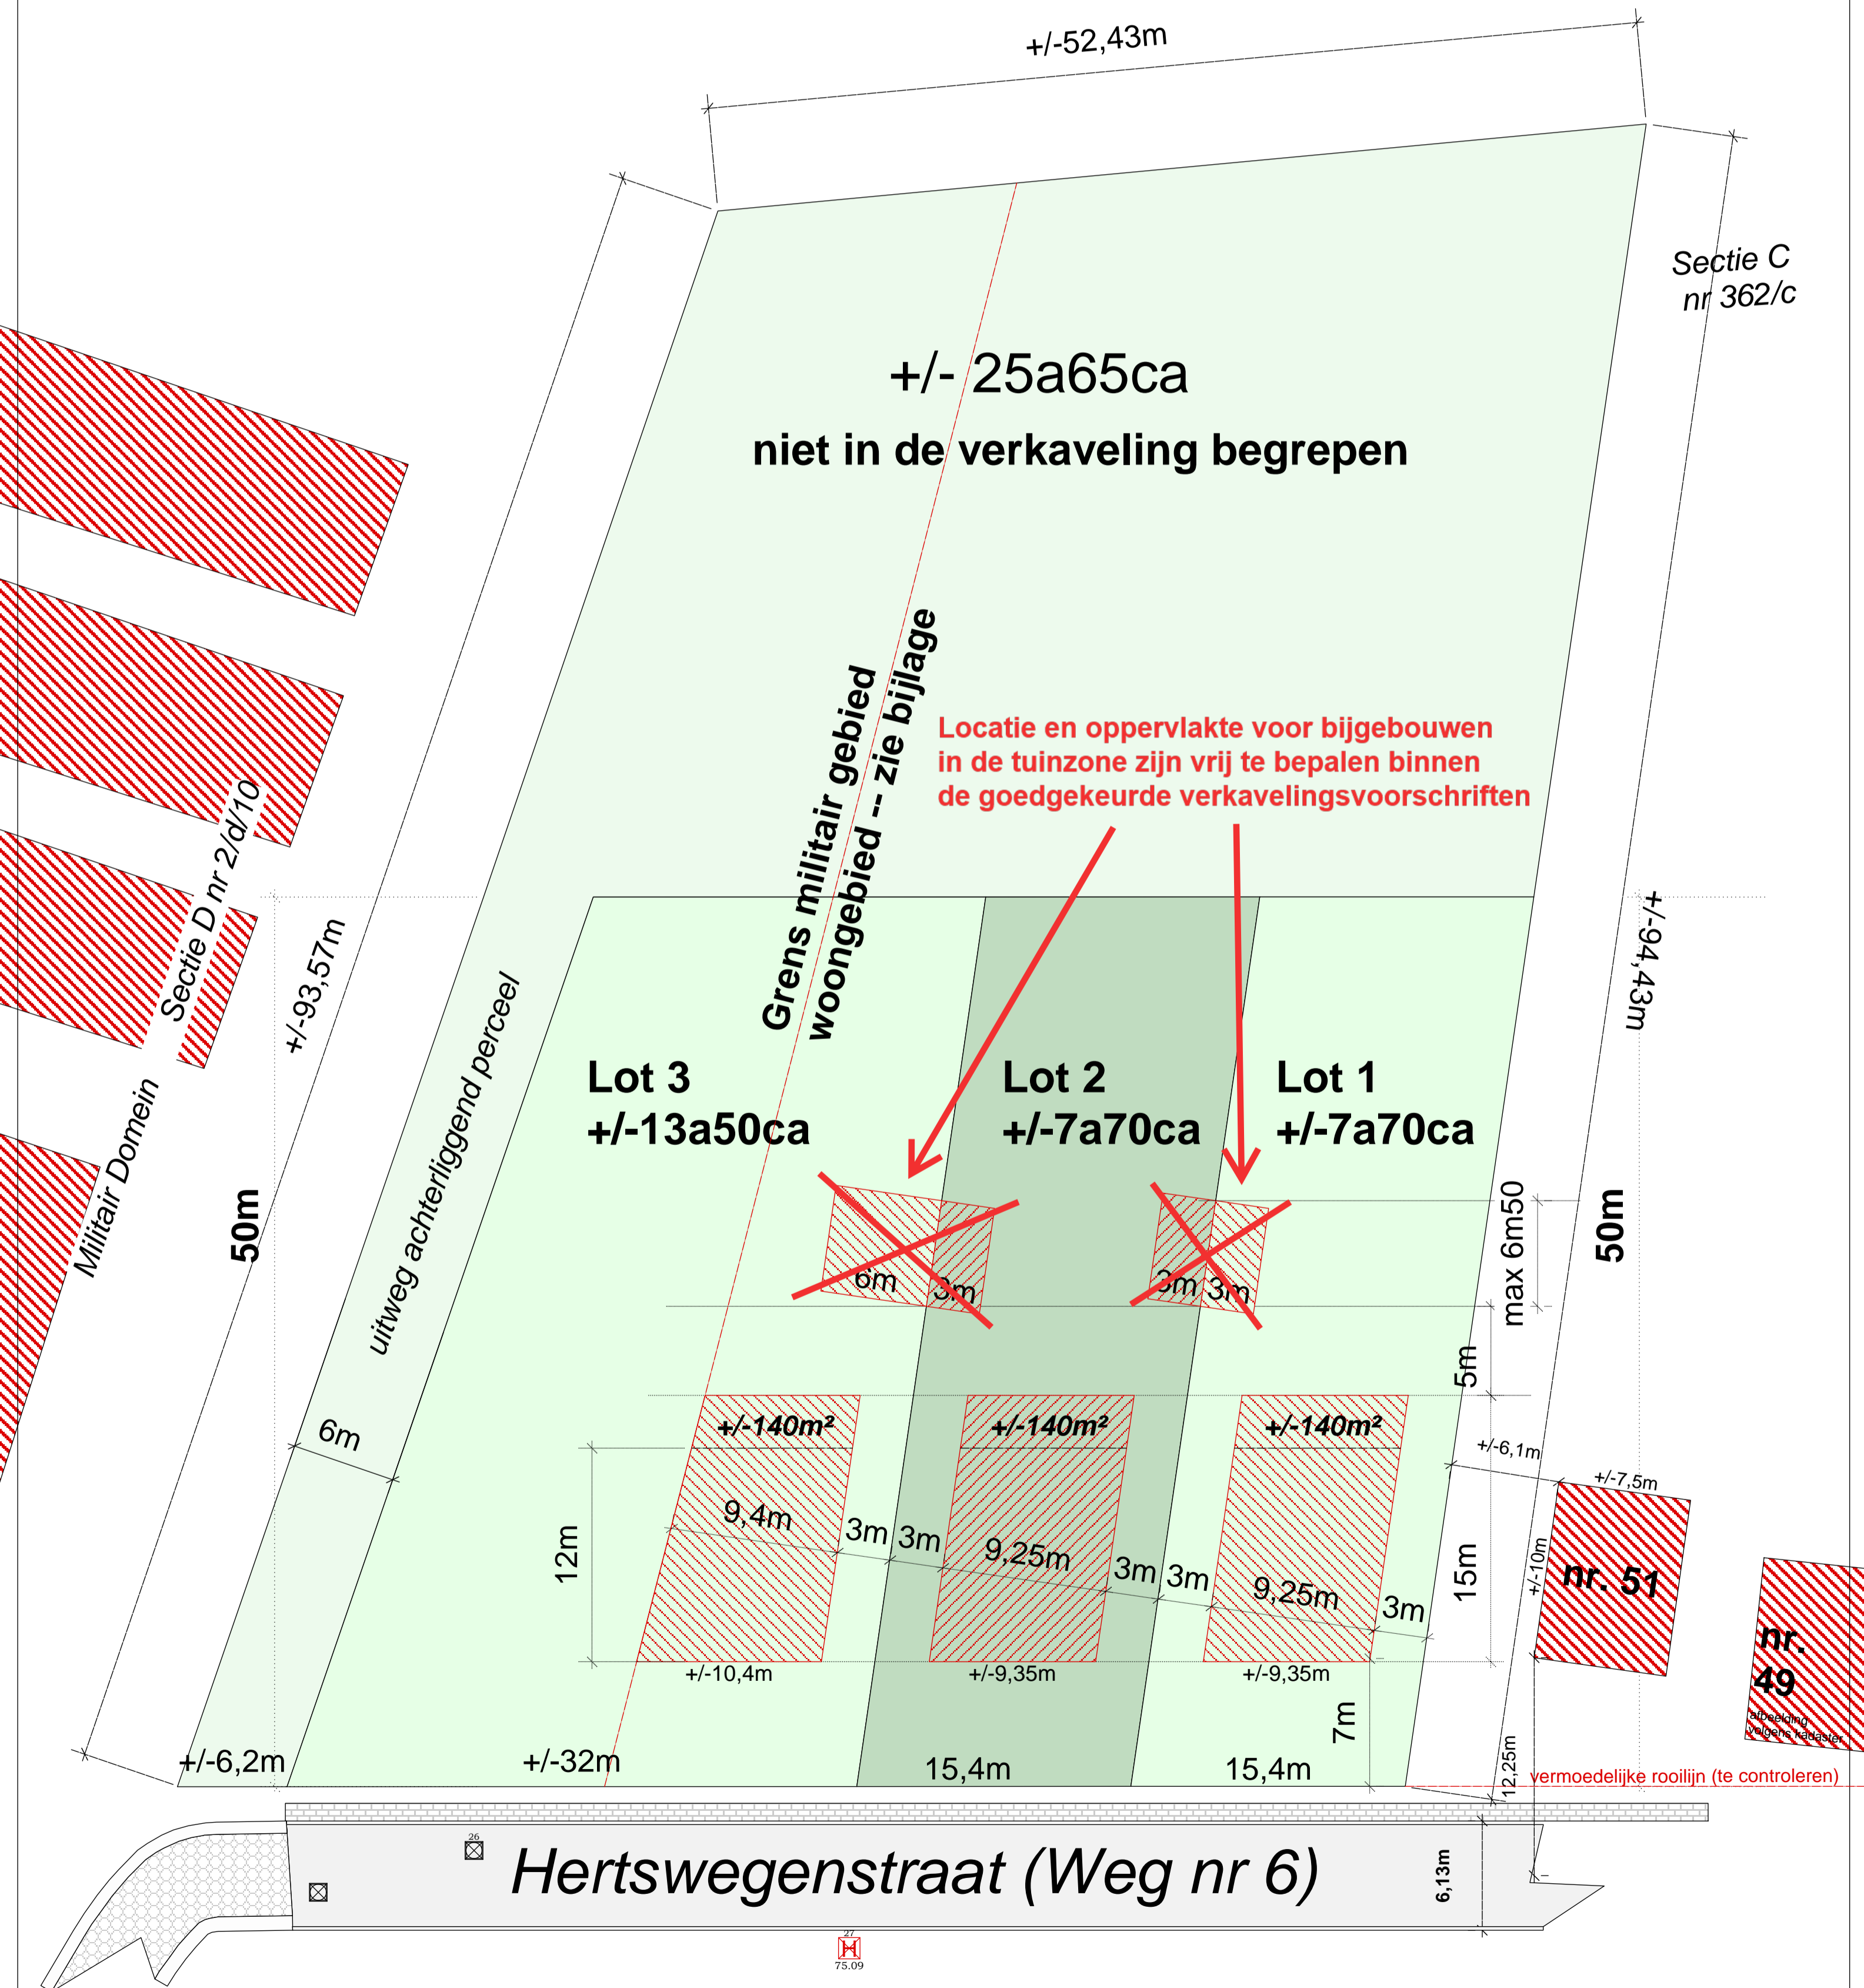 +/-52,43m
Sectie C
nr 362/c
+/- 25a65ca
niet in de verkaveling begrepen
Grens militair gebied
woongebied -- zie bijlage
Locatie en oppervlakte voor bijgebouwen
in de tuinzone zijn vrij te bepalen binnen
de goedgekeurde verkavelingsvoorschriften
Militair Domein
Sectie D nr 2/d/10
+/-93,57m
+/-94,43m
uitweg achterliggend perceel
50m
50m
Lot 3
+/-13a50ca
Lot 2
+/-7a70ca
Lot 1
+/-7a70ca
6m
3m
3m
3m
max 6m50
5m
6m
+/-140m²
+/-140m²
+/-140m²
+/-6,1m
+/-7,5m
12m
9,4m
3m
3m
9,25m
3m
3m
9,25m
3m
15m
+/-10m
nr. 51
nr.
49
afbeelding
volgens kadaster
+/-10,4m
+/-9,35m
+/-9,35m
7m
12,25m
+/-6,2m
+/-32m
15,4m
15,4m
vermoedelijke rooilijn (te controleren)
26
Hertswegenstraat (Weg nr 6)
6,13m
27
H
75.09